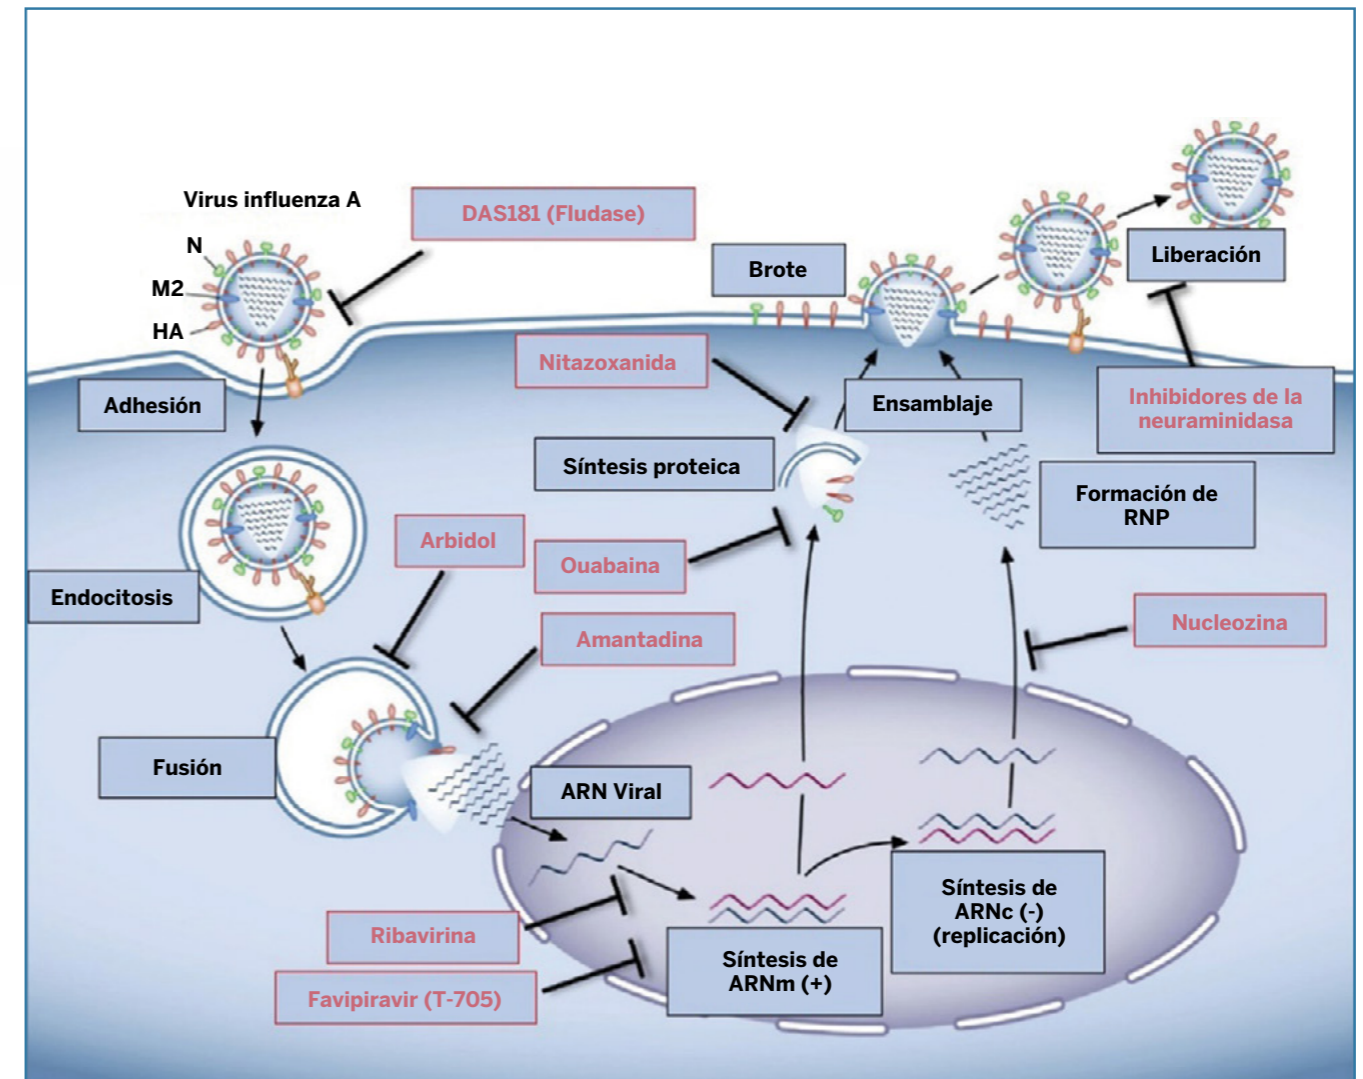 Virus influenza A
DAS181 (Fludase)
N
M2
HA
Brote
Liberación
Nitazoxanida
Adhesión
Ensamblaje
Inhibidores de la
neuraminidasa
Síntesis proteica
Formación de
RNP
Arbidol
Ouabaina
Endocitosis
Amantadina
Nucleozina
Fusión
ARN Viral
Síntesis de
ARNc (-)
(replicación)
Ribavirina
Síntesis de
ARNm (+)
Favipiravir (T-705)